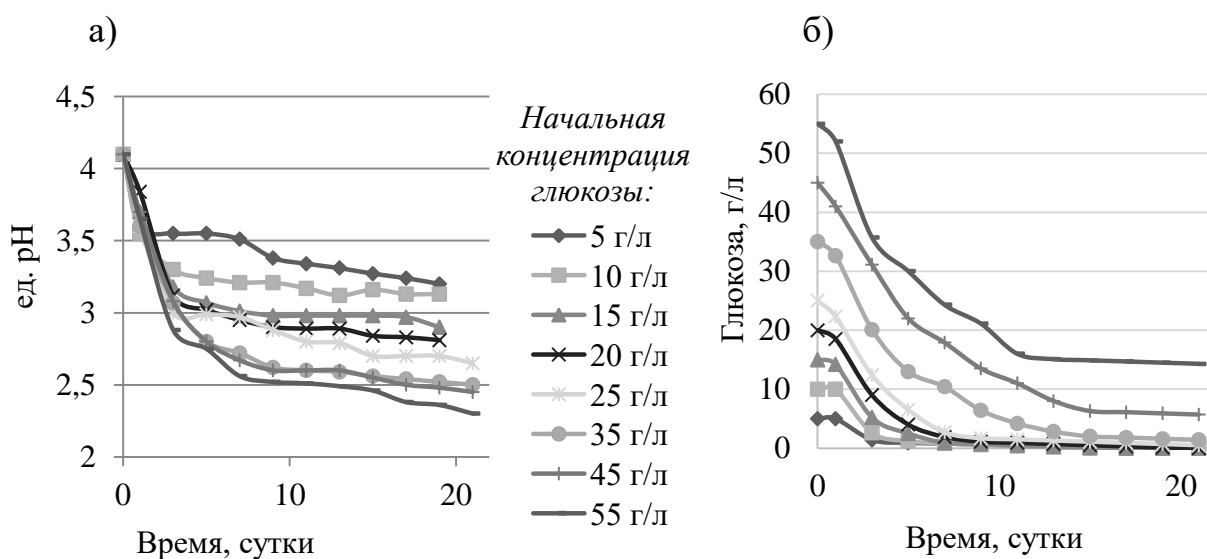 а)
4,5
4
3,5
3
2,5
2
ед. pH
0
10
20
Время, сутки
Начальная
концентрация
глюкозы:
5 г/л
10 г/л
15 г/л
20 г/л
25 г/л
35 г/л
45 г/л
55 г/л
б)
60
50
40
30
20
10
0
Глюкоза, г/л
0
10
20
Время, сутки